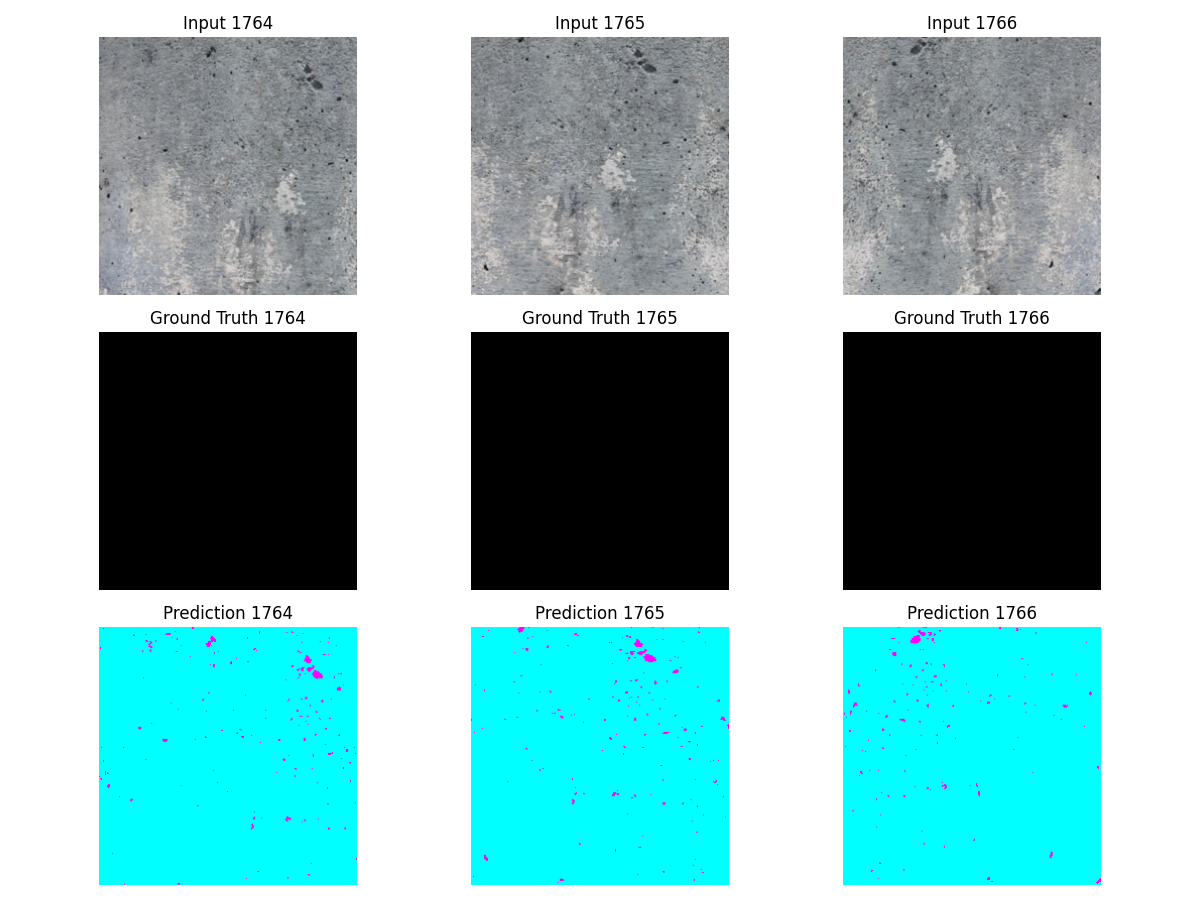 Input 1764
Input 1765
Input 1766
Ground Truth 1764
Ground Truth 1765
Ground Truth 1766
Prediction 1764
Prediction 1765
Prediction 1766